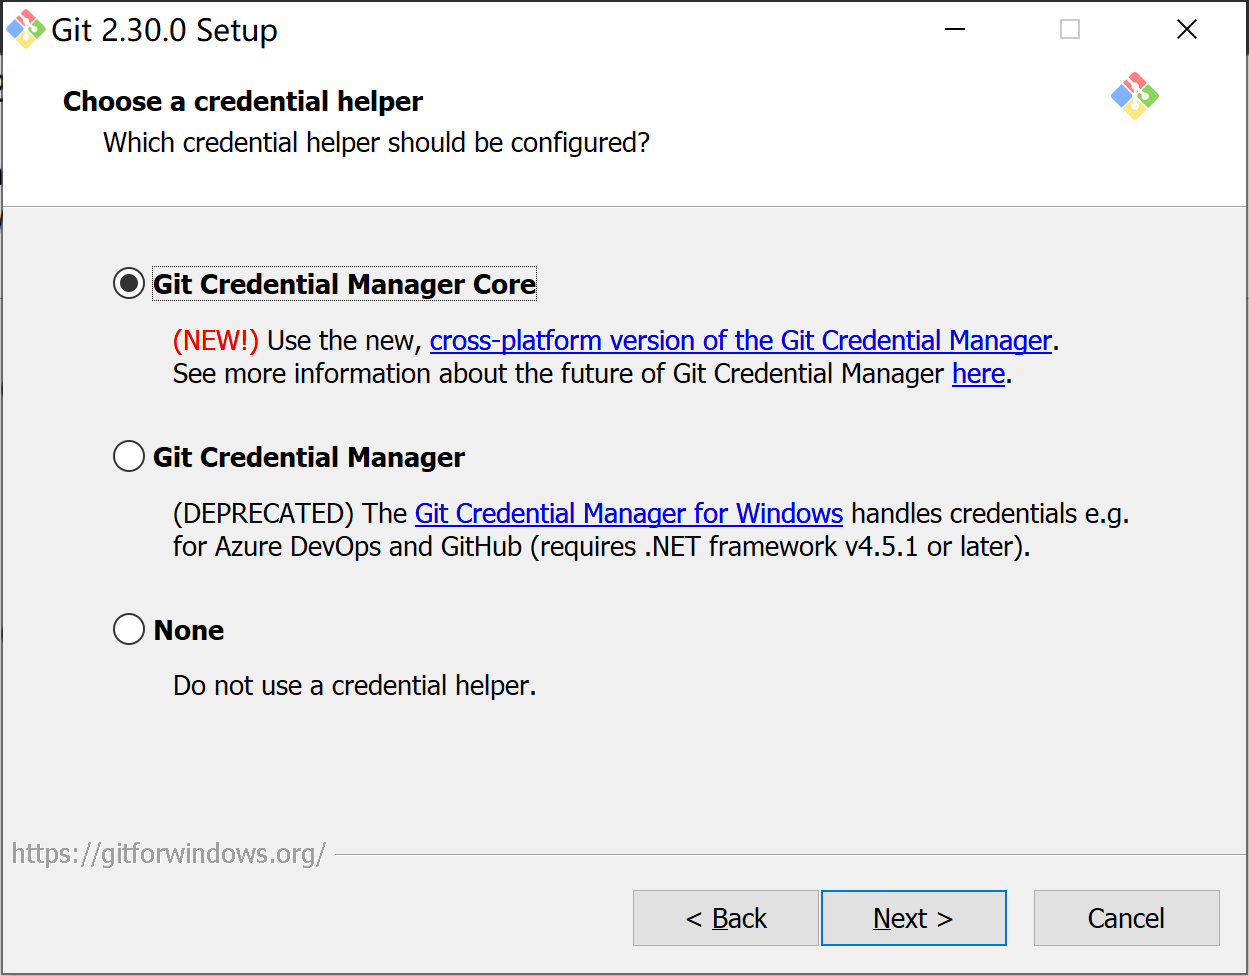 Git 2.30.0 Setup
Choose a credential helper
Which credential helper should be configured?
Git Credential Manager Core
(NEW!) Use the new, cross-platform version of the Git Credential Manager.
See more information about the future of Git Credential Manager here.
Git Credential Manager
(DEPRECATED) The Git Credential Manager for Windows handles credentials e.g.
for Azure DevOps and GitHub (requires .NET framework v4.5.1 or later).
None
Do not use a credential helper.
https://gitforwindows.org/
< Back
Next >
Cancel